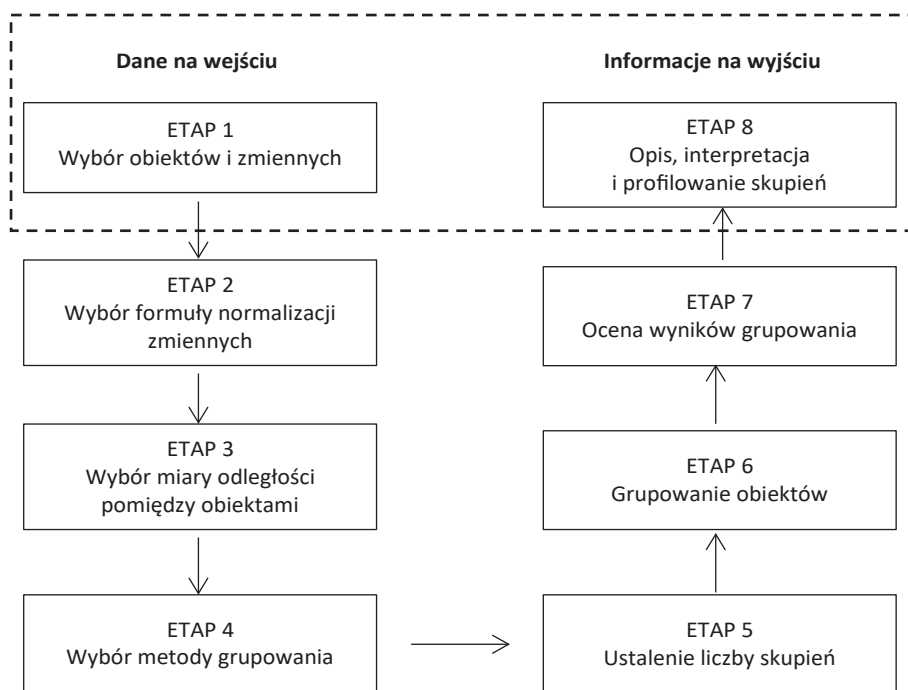 Dane na wejściu
ETAP 1
Wybór obiektów i zmiennych
ETAP 2
Wybór formuły normalizacji
zmiennych
ETAP 3
Wybór miary odległości
pomiędzy obiektami
ETAP 4
Wybór metody grupowania
Informacje na wyjściu
ETAP 8
Opis, interpretacja
i profilowanie skupień
ETAP 7
Ocena wyników grupowania
ETAP 6
Grupowanie obiektów
ETAP 5
Ustalenie liczby skupień